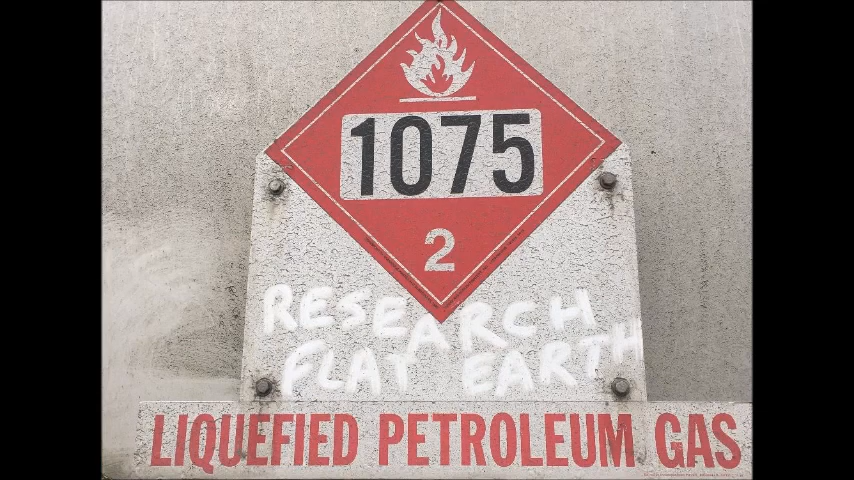 1075
2
RESEARCH
FLAT EARTH
LIQUEFIED PETROLEUM GAS